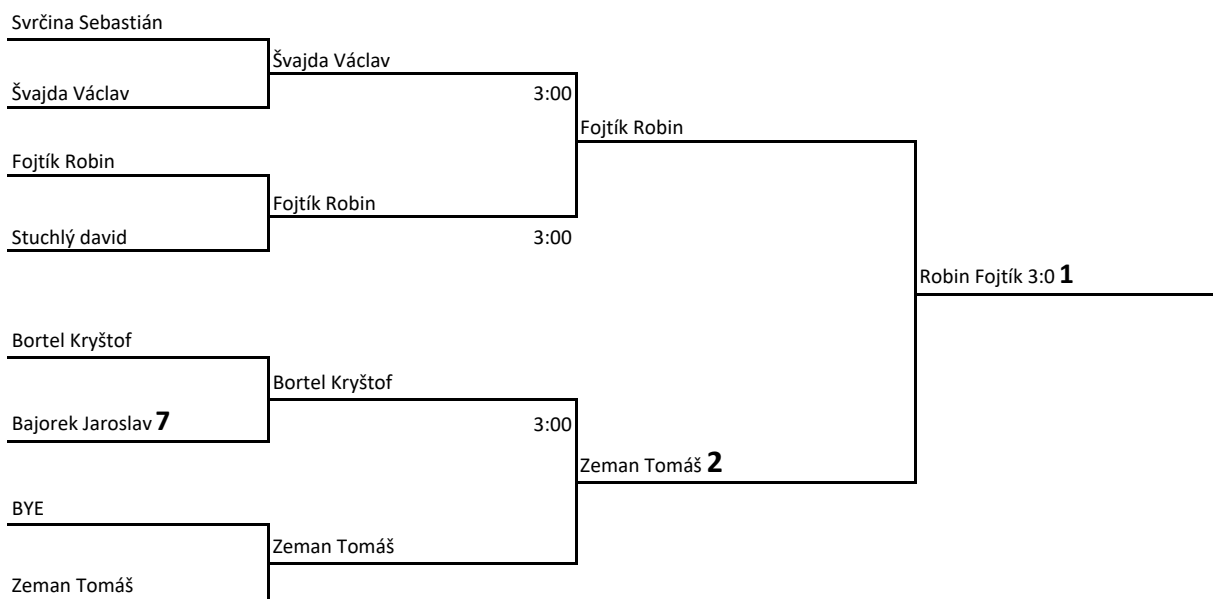 Svrčina Sebastián
Švajda Václav
Švajda Václav
3:00
Fojtík Robin
Fojtík Robin
Fojtík Robin
Stuchlý david
3:00
Robin Fojtík 3:0 1
Bortel Kryštof
Bortel Kryštof
Bajorek Jaroslav 7
3:00
Zeman Tomáš 2
BYE
Zeman Tomáš
Zeman Tomáš